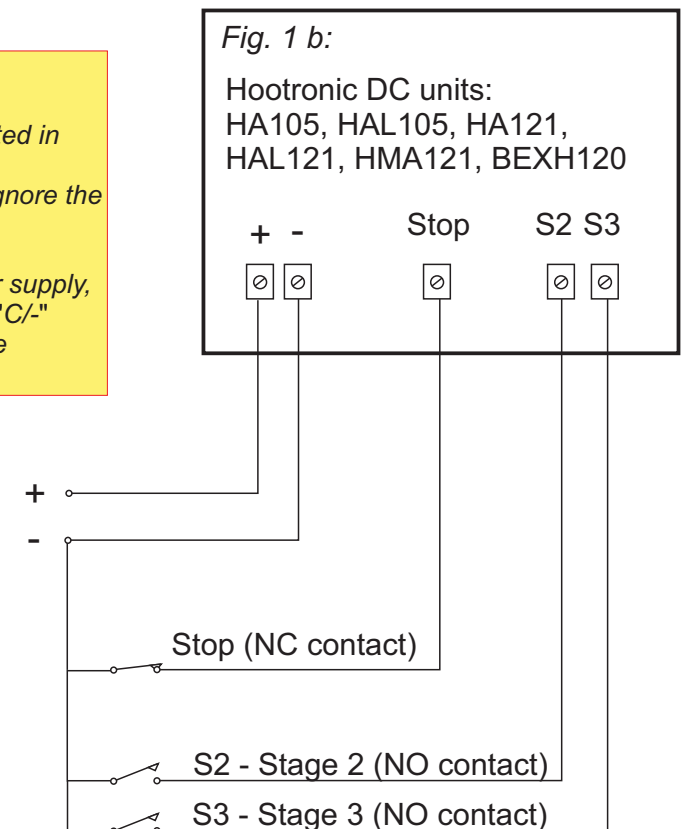 ted in
gnore the
r supply,
"C/-"
e
Fig. 1 b:
Hootronic DC units:
HA105, HAL105, HA121,
HAL121, HMA121, BEXH120
+ - Stop S2 S3
+
-
Stop (NC contact)
S2 - Stage 2 (NO contact)
S3 - Stage 3 (NO contact)